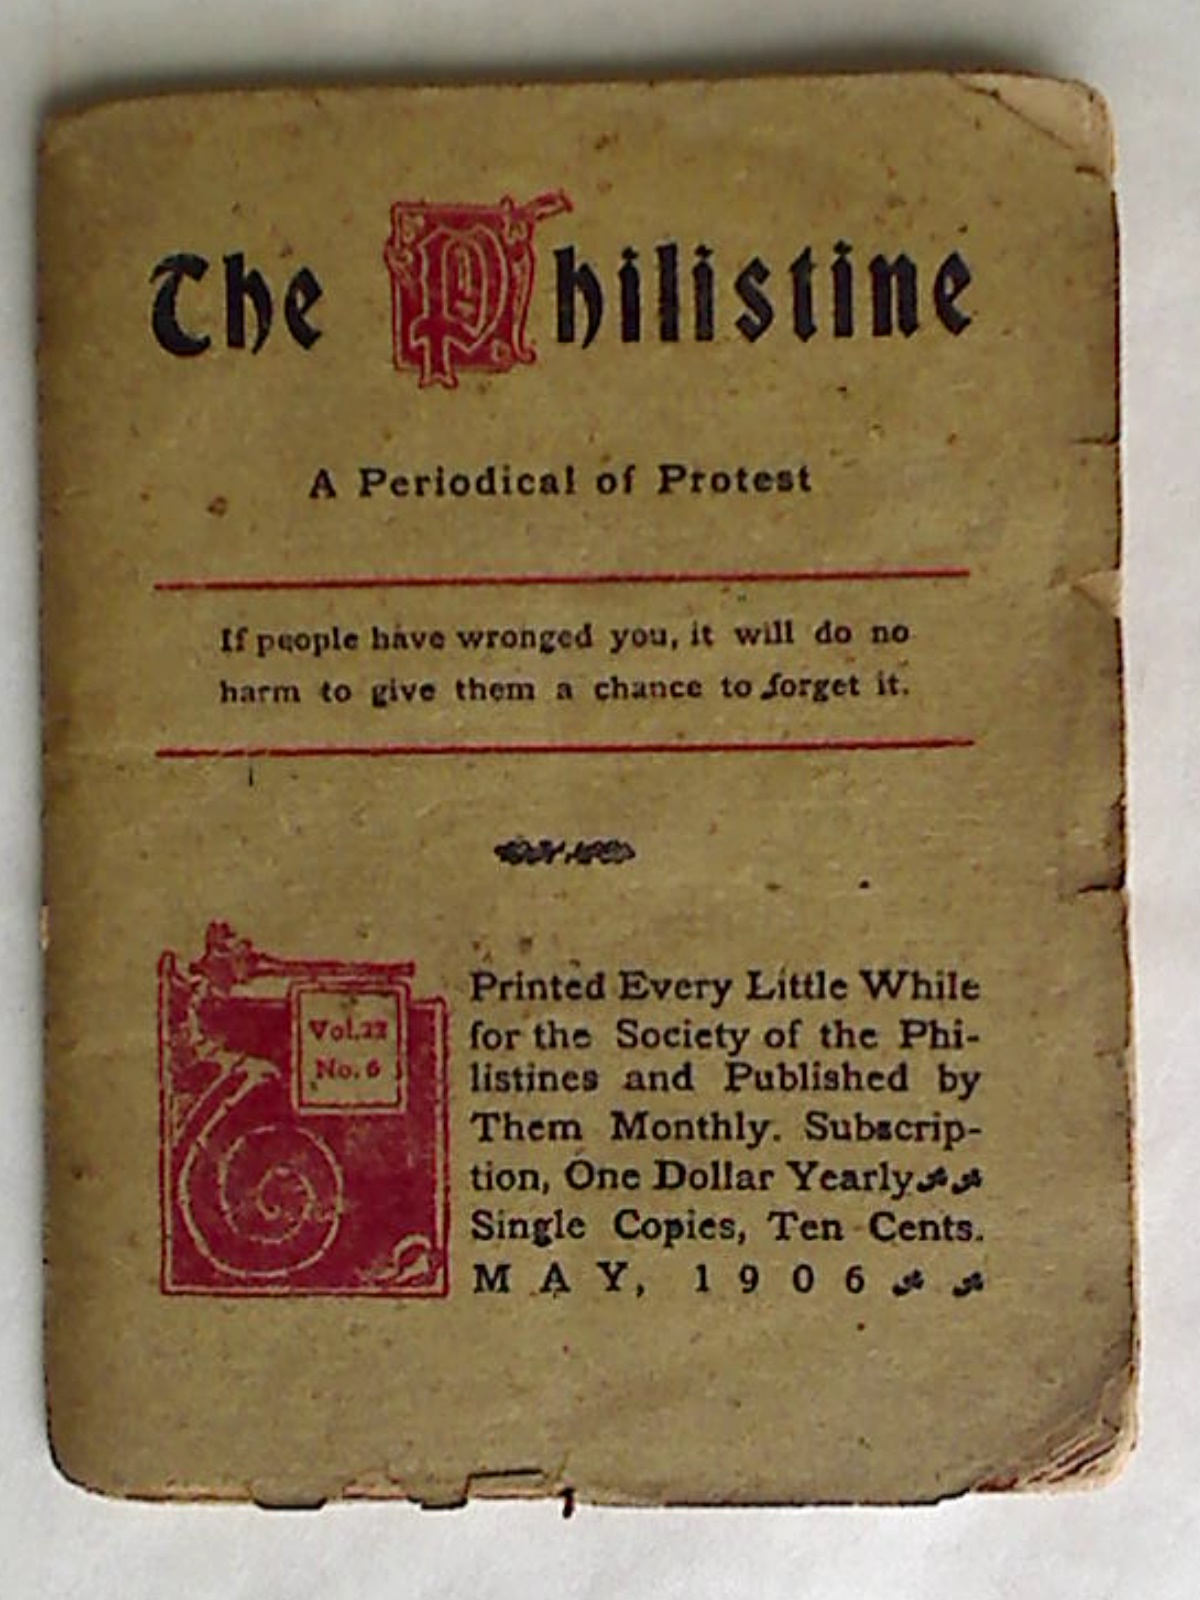 The Philistine
A Periodical of Protest
If people have wronged you, it will do no
harm to give them a chance to forget it.
Vol.22
No. 6
Printed Every Little While
for the Society of the Phi-
listines and Published by
Them Monthly. Subscrip-
tion, One Dollar Yearly
Single Copies, Ten Cents.
MAY, 1906